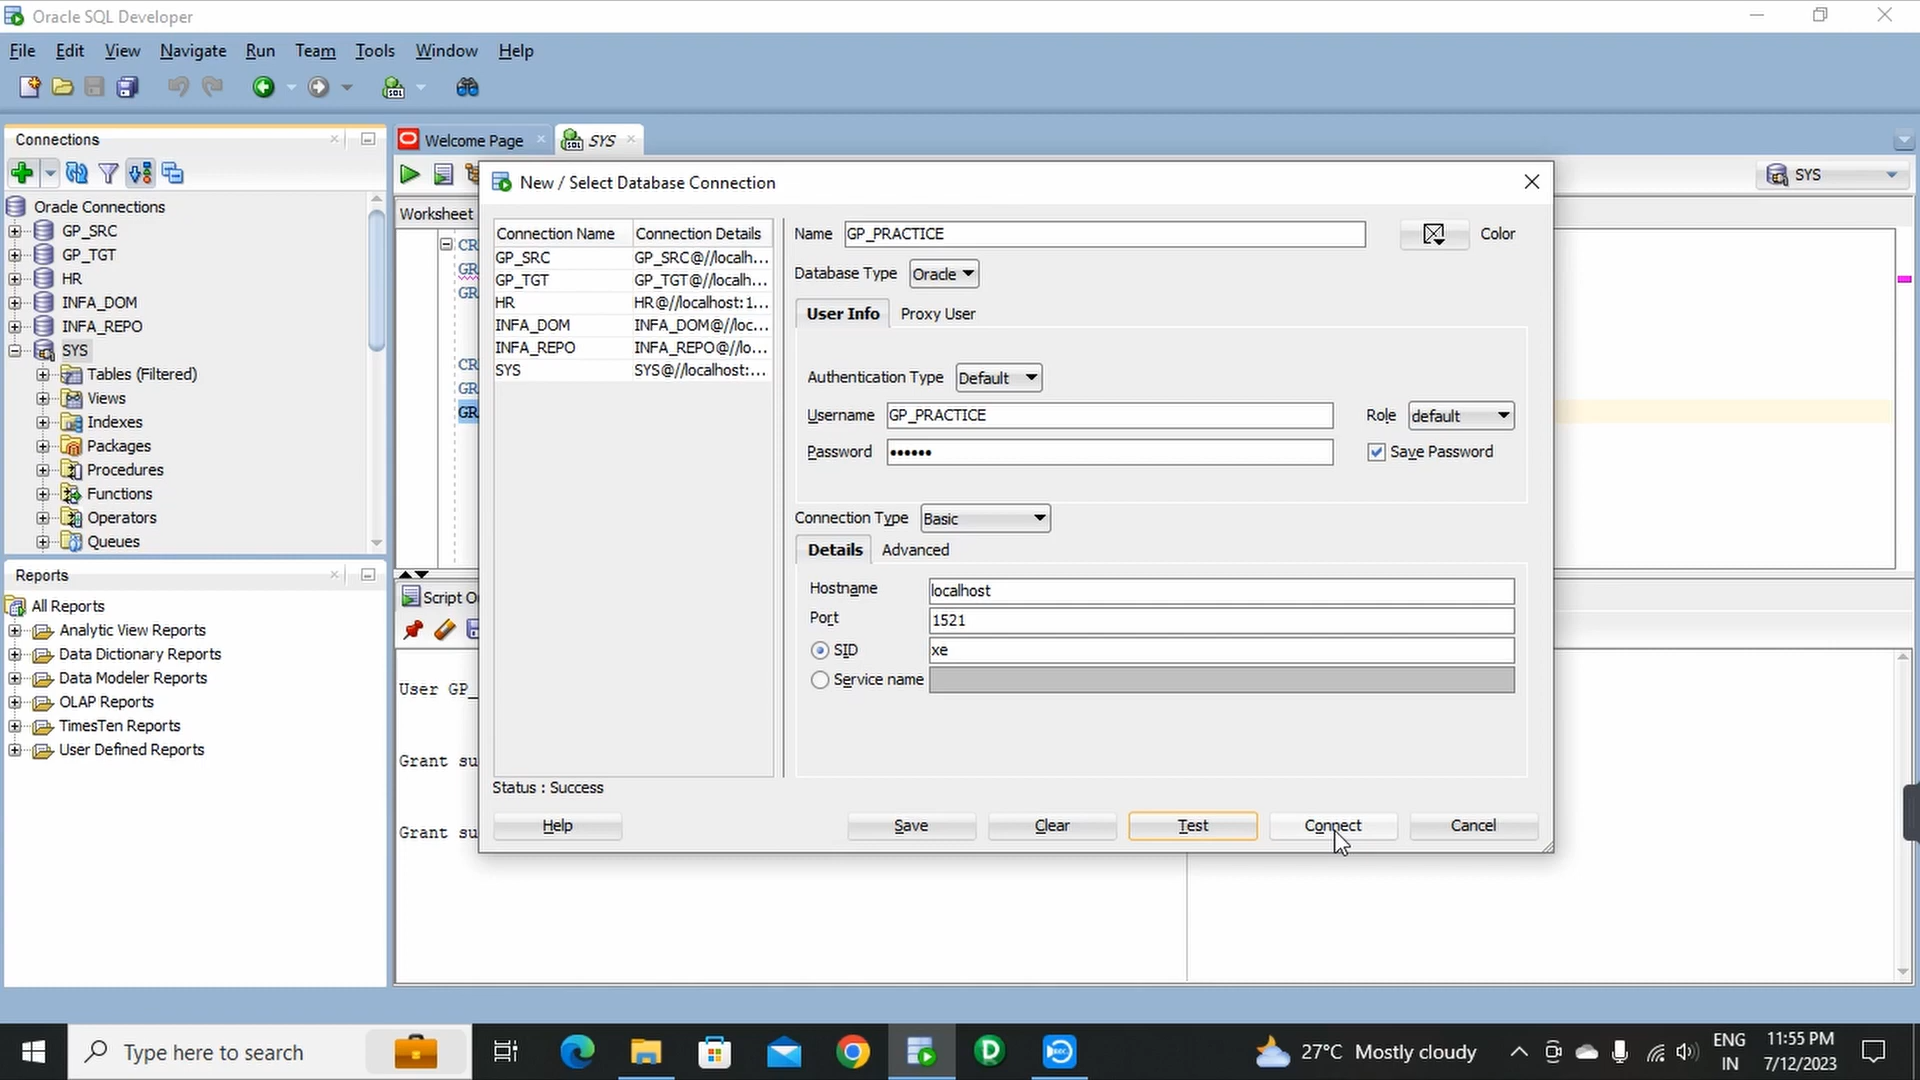 Oracle SQL Developer
File Edit View Navigate Run Team Tools Window Help
Connections
Welcome Page
SYS
SYS
Oracle Connections
GP_SRC
GP_TGT
HR
INFA_DOM
INFA_REPO
SYS
Tables (Filtered)
Views
Indexes
Packages
Procedures
Functions
Operators
Queues
Reports
All Reports
Analytic View Reports
Data Dictionary Reports
Data Modeler Reports
OLAP Reports
TimesTen Reports
User Defined Reports
Worksheet
CR
GR
GR
CR
GR
GR
Script O
User GP_
Grant su
Grant su
New / Select Database Connection
Connection Name Connection Details
GP_SRC GP_SRC@//localh...
GP_TGT GP_TGT@//localh...
HR HR@//localhost:1...
INFA_DOM INFA_DOM@//loc...
INFA_REPO INFA_REPO@//lo...
SYS SYS@//localhost:...
Name GP_PRACTICE Color
Database Type Oracle
User Info Proxy User
Authentication Type Default
Username GP_PRACTICE Role default
Password •••••• Save Password
Connection Type Basic
Details Advanced
Hostname localhost
Port 1521
SID xe
Service name
Status : Success
Help Save Clear Test Connect Cancel
Type here to search
27°C Mostly cloudy
ENG
IN
11:55 PM
7/12/2023